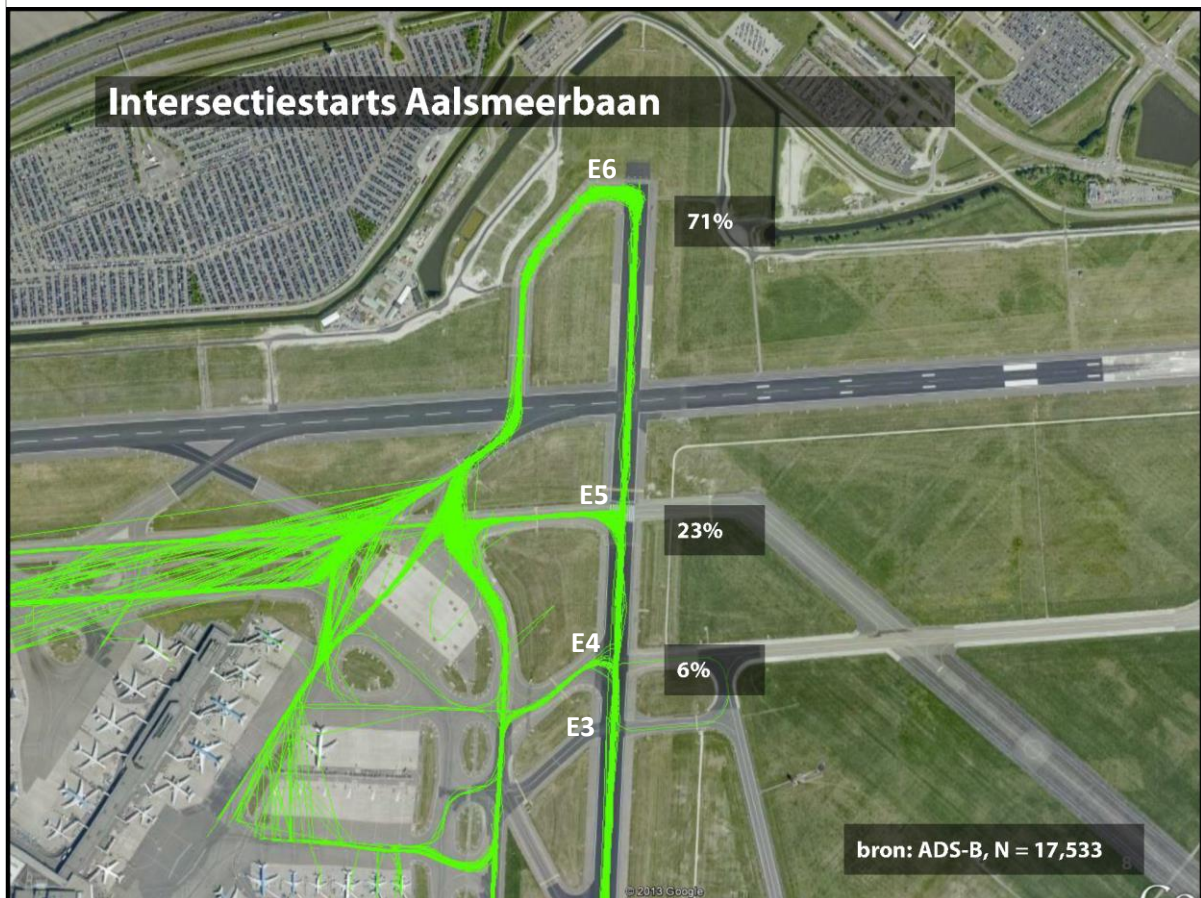 Intersectiestarts Aalsmeerbaan
E6
71%
E5
23%
E4
6%
E3
bron: ADS-B, N = 17,533
© 2013 Google